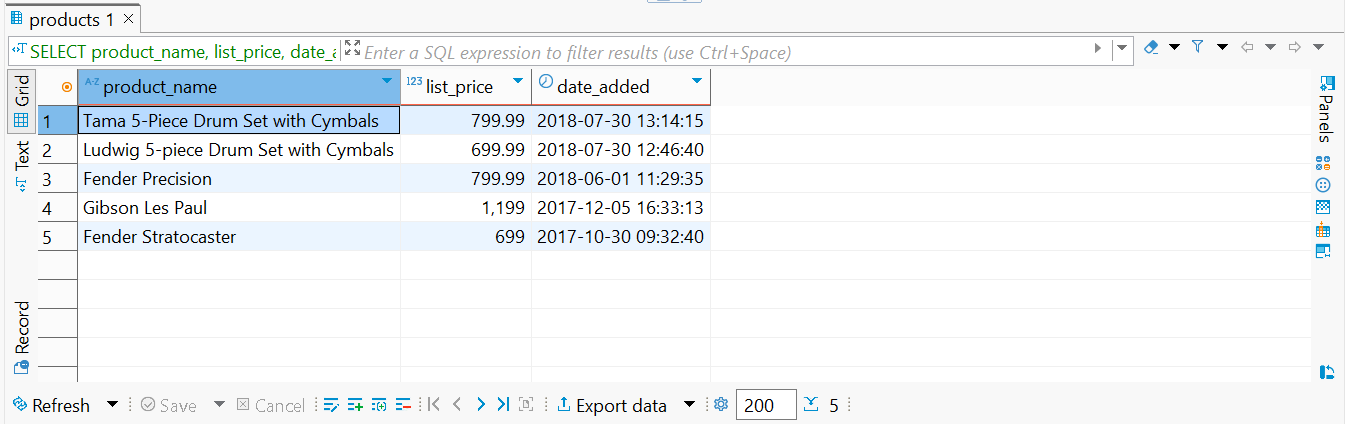 products 1
SELECT product_name, list_price, date_a Enter a SQL expression to filter results (use Ctrl+Space)
Grid
Text
Record
A-Z product_name 123 list_price date_added
1 Tama 5-Piece Drum Set with Cymbals 799.99 2018-07-30 13:14:15
2 Ludwig 5-piece Drum Set with Cymbals 699.99 2018-07-30 12:46:40
3 Fender Precision 799.99 2018-06-01 11:29:35
4 Gibson Les Paul 1,199 2017-12-05 16:33:13
5 Fender Stratocaster 699 2017-10-30 09:32:40
Panels
Refresh Save Cancel Export data 200 5